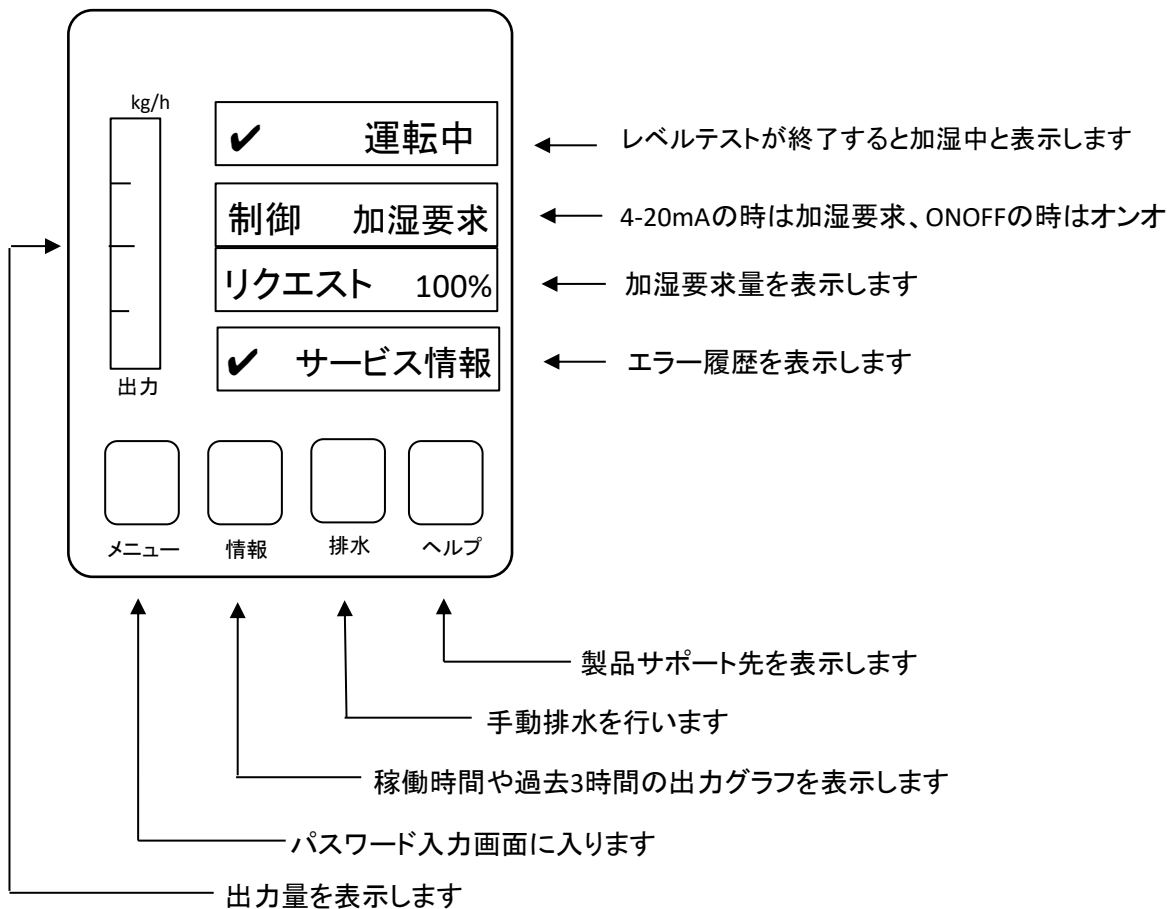 kg/h
✔ 運転中
レベルテストが終了すると加湿中と表示します
制御 加湿要求
4-20mAの時は加湿要求、ONOFFの時はオンオ
リクエスト 100%
加湿要求量を表示します
✔ サービス情報
エラー履歴を表示します
出力
メニュー 情報 排水 ヘルプ
製品サポート先を表示します
手動排水を行います
稼働時間や過去3時間の出力グラフを表示します
パスワード入力画面に入ります
出力量を表示します